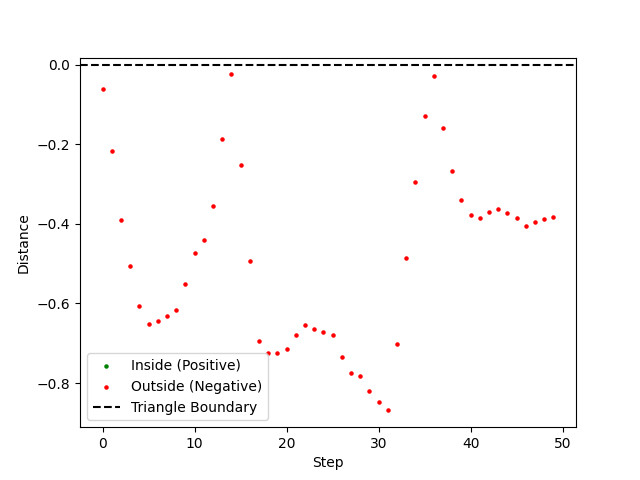 0.0
−0.2
−0.4
−0.6
−0.8
Distance
Inside (Positive)
Outside (Negative)
Triangle Boundary
0
10
20
30
40
50
Step